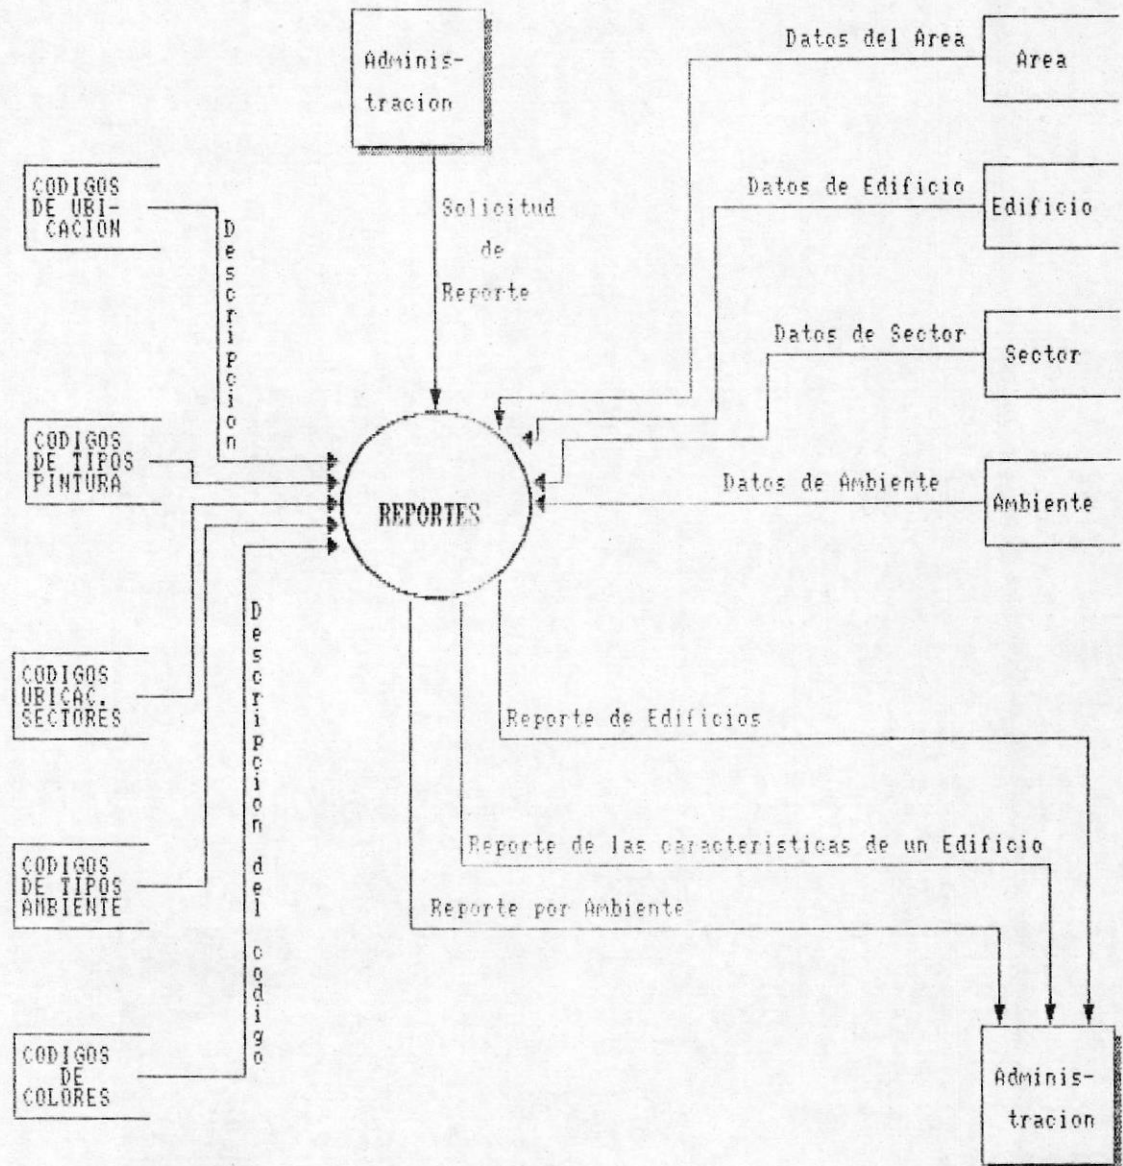 Adminis-
tracion
Datos del Area
Area
CODIGOS
DE UBI-
CACION
Descripcion
Solicitud
de
Reporte
Datos de Edificio
Edificio
Datos de Sector
Sector
CODIGOS
DE TIPOS
PINTURA
REPORTES
Datos de Ambiente
Ambiente
Descripcion del codigo
CODIGOS
UBICAC.
SECTORES
Reporte de Edificios
Reporte de las caracteristicas de un Edificio
CODIGOS
DE TIPOS
AMBIENTE
Reporte por Ambiente
CODIGOS
DE
COLORES
Adminis-
tracion